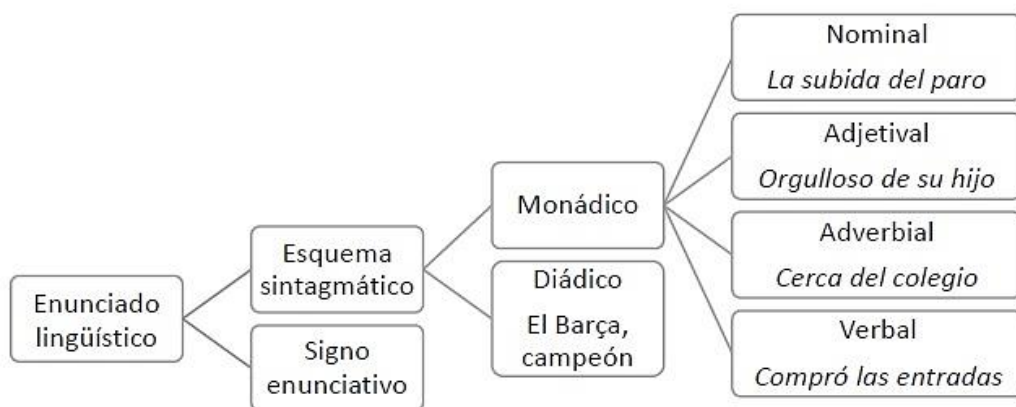 Enunciado
lingüístico
Esquema
sintagmático
Signo
enunciativo
Monádico
Diádico
El Barça,
campeón
Nominal
La subida del paro
Adjetival
Orgulloso de su hijo
Adverbial
Cerca del colegio
Verbal
Compró las entradas